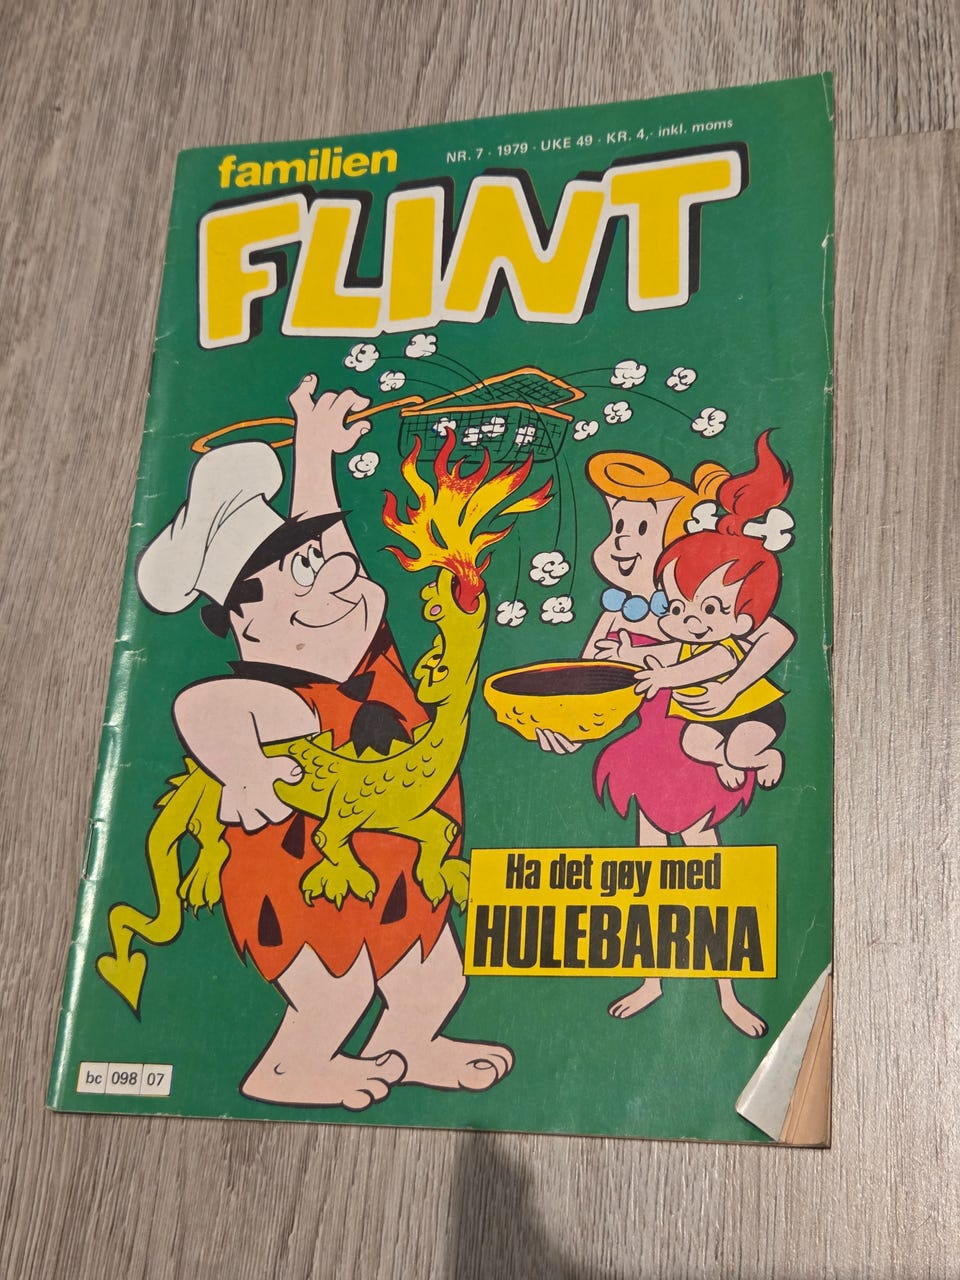 familien
NR. 7 · 1979 · UKE 49 · KR. 4,- inkl. moms
FLINT
Ha det gøy med
HULEBARNA
bc 098 07